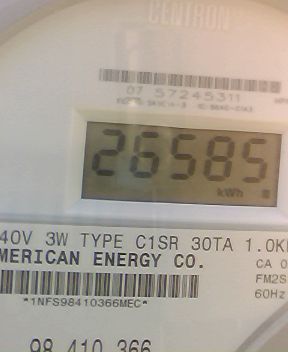 CENTRON
07 57245311
26585
kWh
40V 3W TYPE C1SR 30TA 1.0K
MERICAN ENERGY CO.
CA 0
FM2S
60Hz
*1NFS98410366MEC*
98 410 366